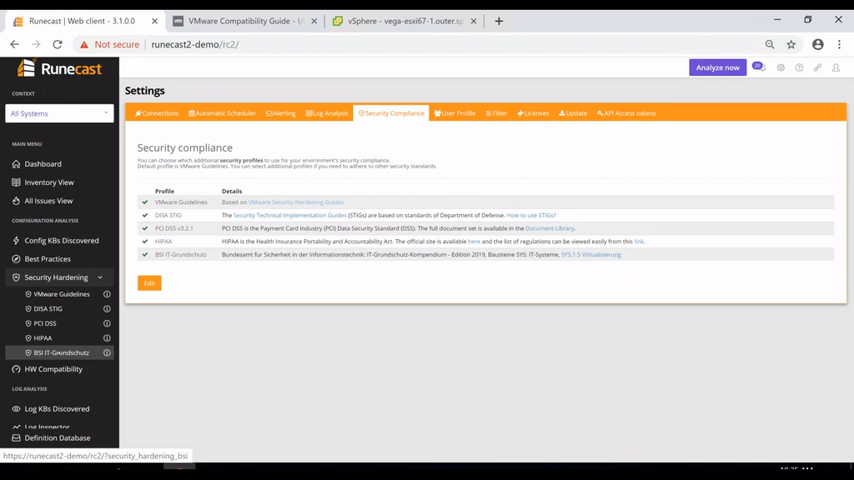 Runecast | Web client - 3.1.0.0
VMware Compatibility Guide - I/
vSphere - vega-esxi67-1.outer.sp
Not secure
runecast2-demo/rc2/
Runecast
Analyze now
20
CONTEXT
All Systems
MAIN MENU
Dashboard
Inventory View
All Issues View
CONFIGURATION ANALYSIS
Config KBs Discovered
Best Practices
Security Hardening
VMware Guidelines
DISA STIG
PCI DSS
HIPAA
BSI IT-Grundschutz
HW Compatibility
LOG ANALYSIS
Log KBs Discovered
Log Inspector
Definition Database
Settings
Connections Automatic Scheduler Alerting Log Analysis Security Compliance User Profile Filter Licenses Update API Access tokens
Security compliance
You can choose which additional security profiles to use for your environment's security compliance.
Default profile is VMware Guidelines. You can select additional profiles if you need to adhere to other security standards.
Profile Details
VMware Guidelines Based on VMware Security Hardening Guides
DISA STIG The Security Technical Implementation Guides (STIGs) are based on standards of Department of Defense. How to use STIGs?
PCI DSS v3.2.1 PCI DSS is the Payment Card Industry (PCI) Data Security Standard (DSS). The full document set is available in the Document Library.
HIPAA HIPAA is the Health Insurance Portability and Accountability Act. The official site is available here and the list of regulations can be viewed easily from this link.
BSI IT-Grundschutz Bundesamt fur Sicherheit in der Informationstechnik: IT-Grundschutz-Kompendium - Edition 2019, Bausteine SYS: IT-Systeme, SYS.1.5 Virtualisierung
Edit
https://runecast2-demo/rc2/?security_hardening_bsi